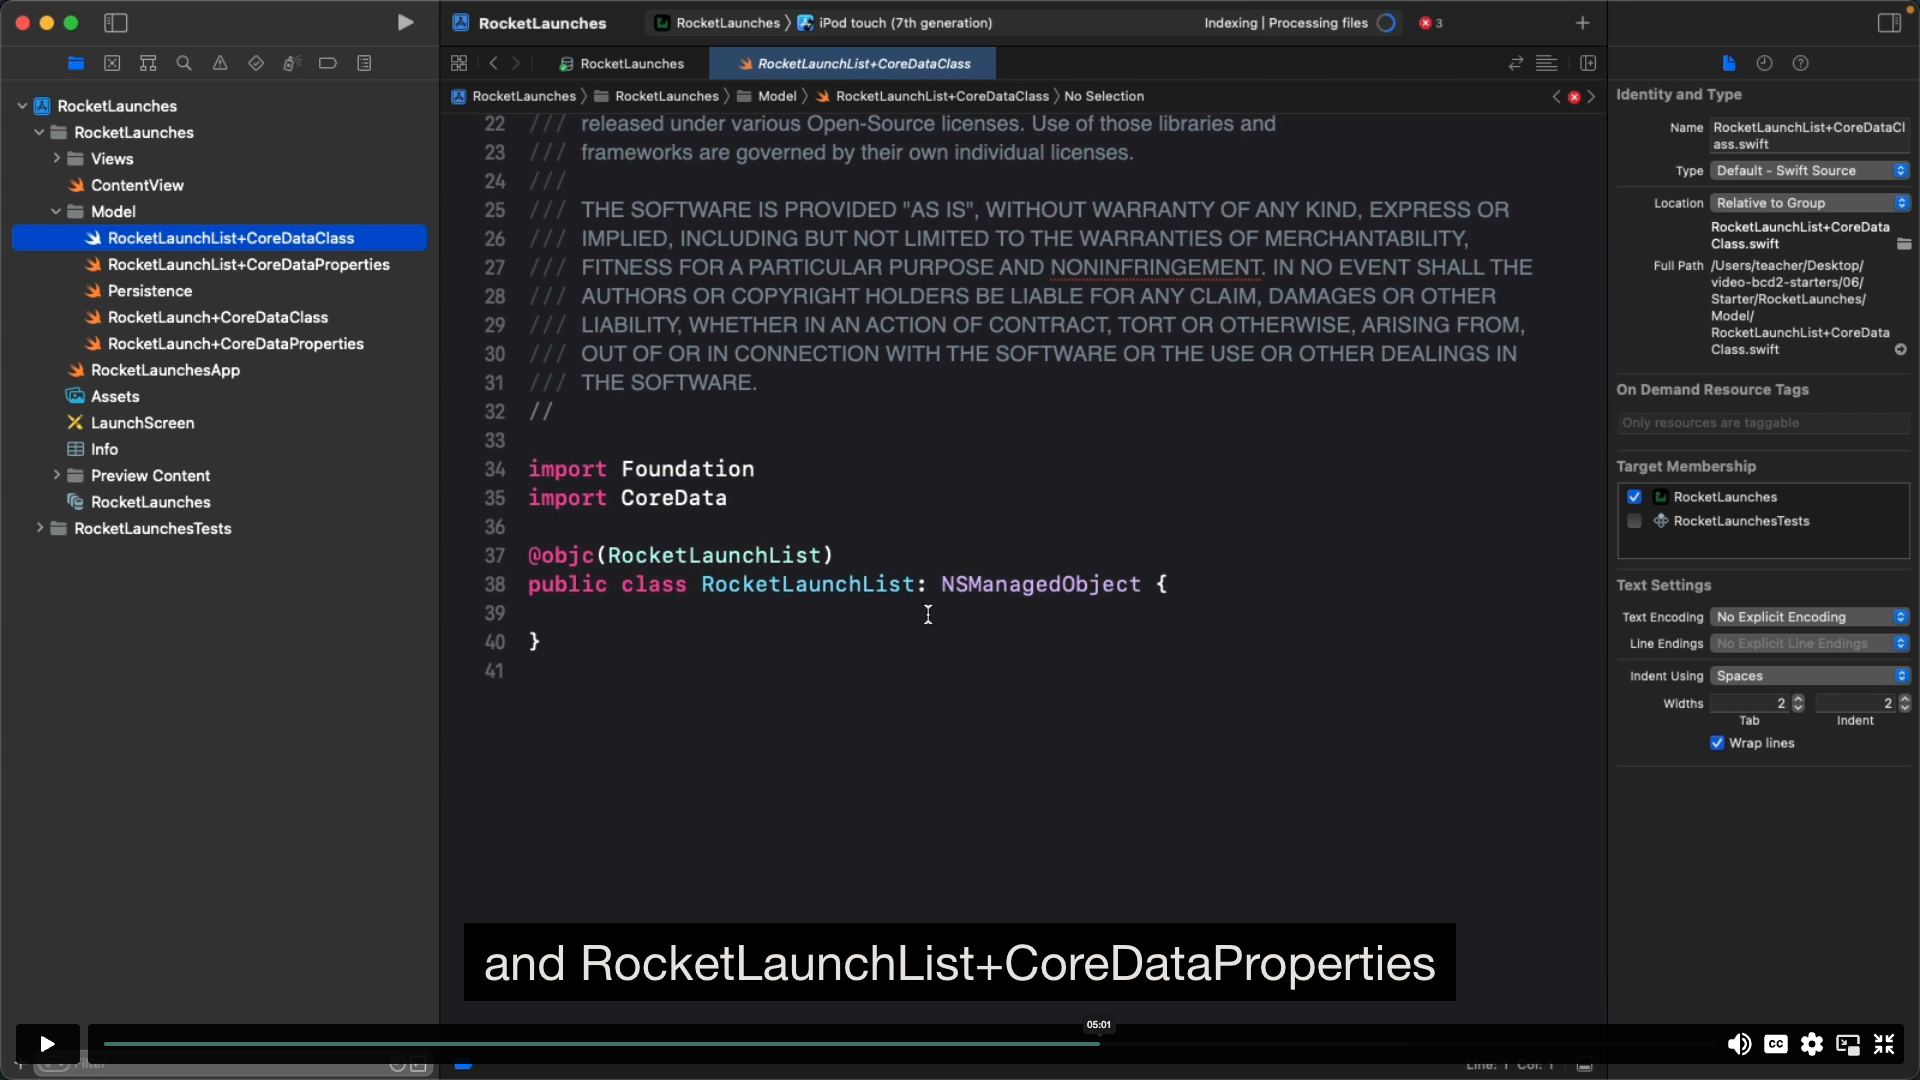 RocketLaunches
RocketLaunches
iPod touch (7th generation)
Indexing | Processing files
3
RocketLaunches
RocketLaunchList+CoreDataClass
RocketLaunches
RocketLaunches
Model
RocketLaunchList+CoreDataClass
No Selection
RocketLaunches
RocketLaunches
Views
ContentView
Model
RocketLaunchList+CoreDataClass
RocketLaunchList+CoreDataProperties
Persistence
RocketLaunch+CoreDataClass
RocketLaunch+CoreDataProperties
RocketLaunchesApp
Assets
LaunchScreen
Info
Preview Content
RocketLaunches
RocketLaunchesTests
22 /// released under various Open-Source licenses. Use of those libraries and
23 /// frameworks are governed by their own individual licenses.
24 ///
25 /// THE SOFTWARE IS PROVIDED "AS IS", WITHOUT WARRANTY OF ANY KIND, EXPRESS OR
26 /// IMPLIED, INCLUDING BUT NOT LIMITED TO THE WARRANTIES OF MERCHANTABILITY,
27 /// FITNESS FOR A PARTICULAR PURPOSE AND NONINFRINGEMENT. IN NO EVENT SHALL THE
28 /// AUTHORS OR COPYRIGHT HOLDERS BE LIABLE FOR ANY CLAIM, DAMAGES OR OTHER
29 /// LIABILITY, WHETHER IN AN ACTION OF CONTRACT, TORT OR OTHERWISE, ARISING FROM,
30 /// OUT OF OR IN CONNECTION WITH THE SOFTWARE OR THE USE OR OTHER DEALINGS IN
31 /// THE SOFTWARE.
32 //
33
34 import Foundation
35 import CoreData
36
37 @objc(RocketLaunchList)
38 public class RocketLaunchList: NSManagedObject {
39
40 }
41
Identity and Type
Name RocketLaunchList+CoreDataCl
ass.swift
Type Default - Swift Source
Location Relative to Group
RocketLaunchList+CoreData
Class.swift
Full Path /Users/teacher/Desktop/
video-bcd2-starters/06/
Starter/RocketLaunches/
Model/
RocketLaunchList+CoreData
Class.swift
On Demand Resource Tags
Only resources are taggable
Target Membership
RocketLaunches
RocketLaunchesTests
Text Settings
Text Encoding No Explicit Encoding
Line Endings No Explicit Line Endings
Indent Using Spaces
Widths 2 2
Tab Indent
Wrap lines
and RocketLaunchList+CoreDataProperties
05:01
CC
Filter
Line: 1 Col: 1